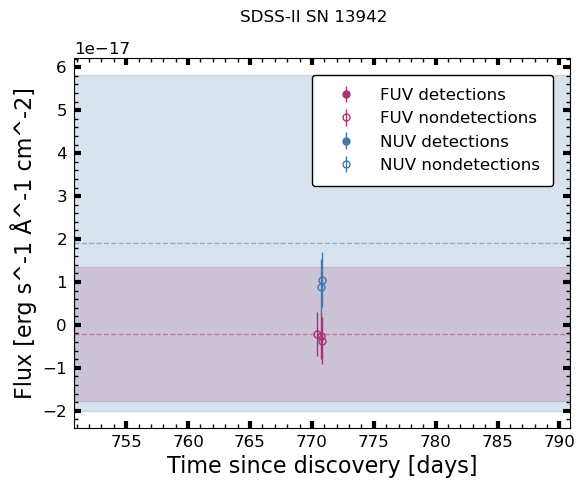 SDSS-II SN 13942
1e−17
Flux [erg s^-1 Å^-1 cm^-2]
6
5
4
3
2
1
0
−1
−2
FUV detections
FUV nondetections
NUV detections
NUV nondetections
755 760 765 770 775 780 785 790
Time since discovery [days]